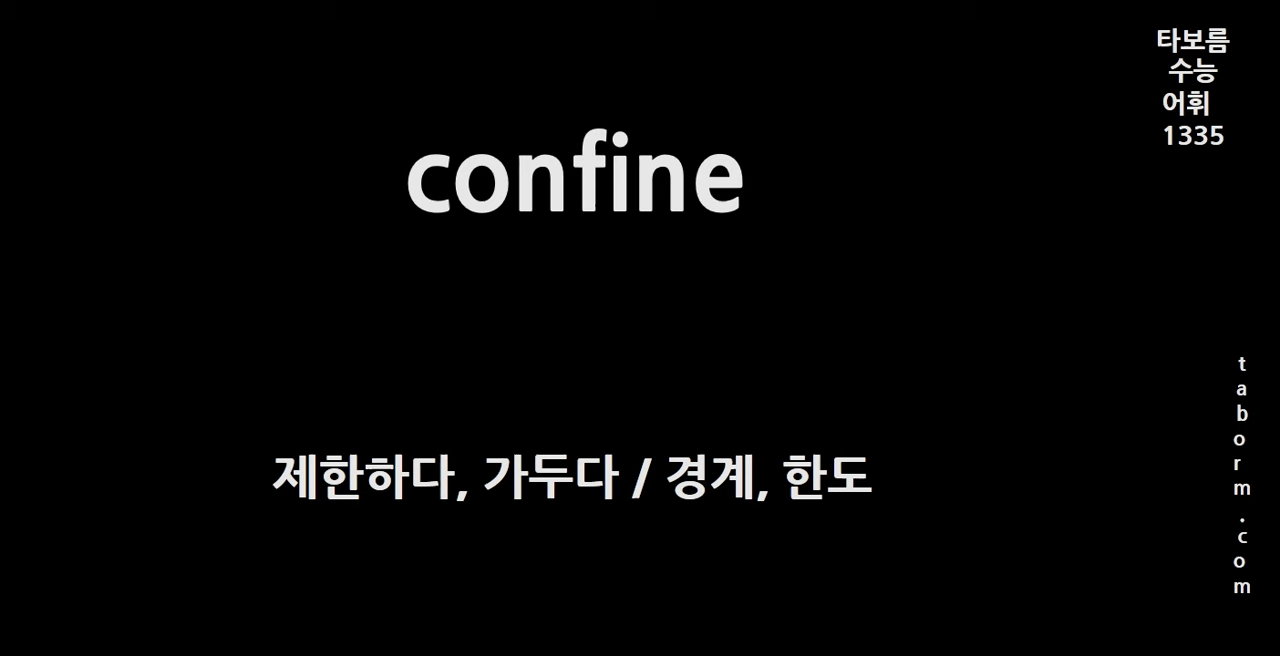 confine
제한하다, 가두다 / 경계, 한도
타보름
수능
어휘
1335
taborm.com